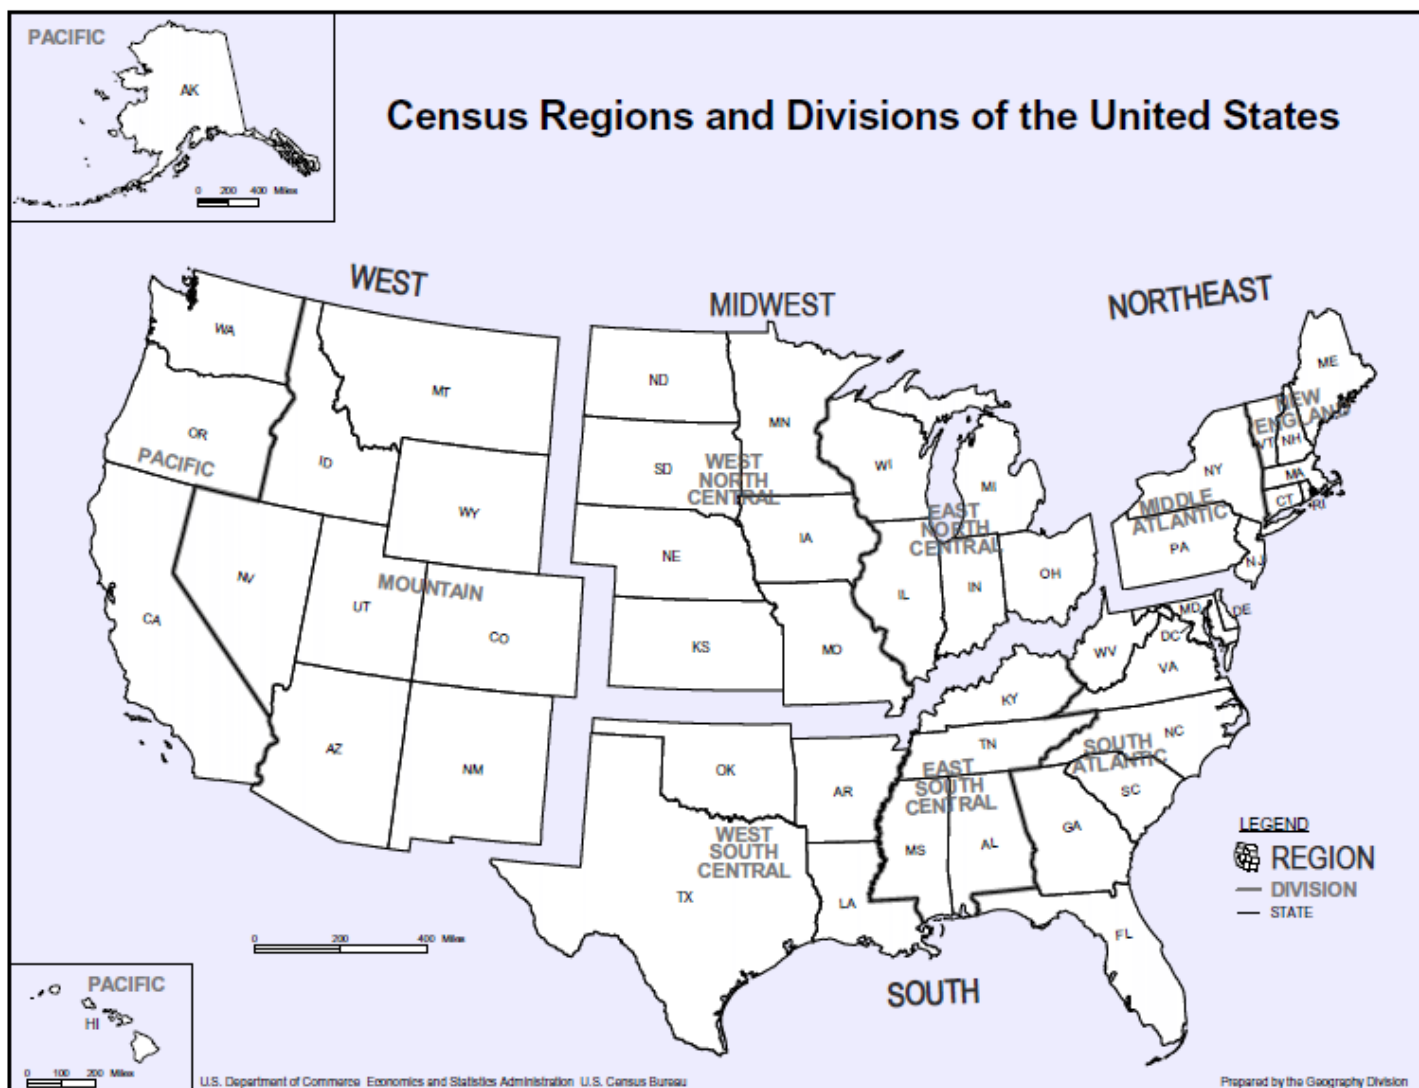 PACIFIC
AK
0 200 400 Miles
Census Regions and Divisions of the United States
WEST
MIDWEST
NORTHEAST
WA
MT
ND
MN
ME
OR
ID
SD
WI
MI
NY
VT
NH
NEW
ENGLAND
PACIFIC
WEST
NORTH
CENTRAL
MA
CT
RI
WY
NE
IA
EAST
NORTH
CENTRAL
MIDDLE
ATLANTIC
PA
NJ
NV
UT
MOUNTAIN
CO
IL
IN
OH
CA
KS
MO
WV
MD
DE
DC
VA
KY
AZ
NM
OK
AR
TN
NC
SOUTH
ATLANTIC
SC
EAST
SOUTH
CENTRAL
WEST
SOUTH
CENTRAL
MS
AL
GA
TX
LA
FL
0 200 400 Miles
SOUTH
LEGEND
REGION
DIVISION
STATE
PACIFIC
HI
0 100 200 Miles
U.S. Department of Commerce Economics and Statistics Administration U.S. Census Bureau
Prepared by the Geography Division